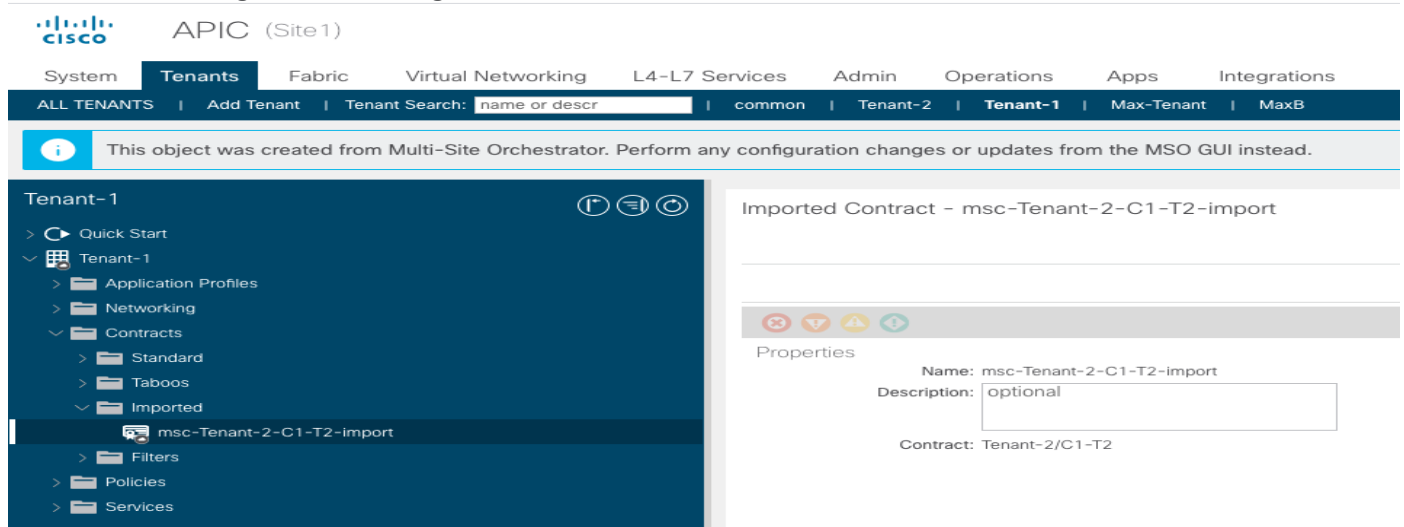 CISCO APIC (Site1)
System Tenants Fabric Virtual Networking L4-L7 Services Admin Operations Apps Integrations
ALL TENANTS | Add Tenant | Tenant Search: name or descr | common | Tenant-2 | Tenant-1 | Max-Tenant | MaxB
i This object was created from Multi-Site Orchestrator. Perform any configuration changes or updates from the MSO GUI instead.
Tenant-1
Quick Start
Tenant-1
Application Profiles
Networking
Contracts
Standard
Taboos
Imported
msc-Tenant-2-C1-T2-import
Filters
Policies
Services
Imported Contract - msc-Tenant-2-C1-T2-import
Properties
Name: msc-Tenant-2-C1-T2-import
Description: optional
Contract: Tenant-2/C1-T2